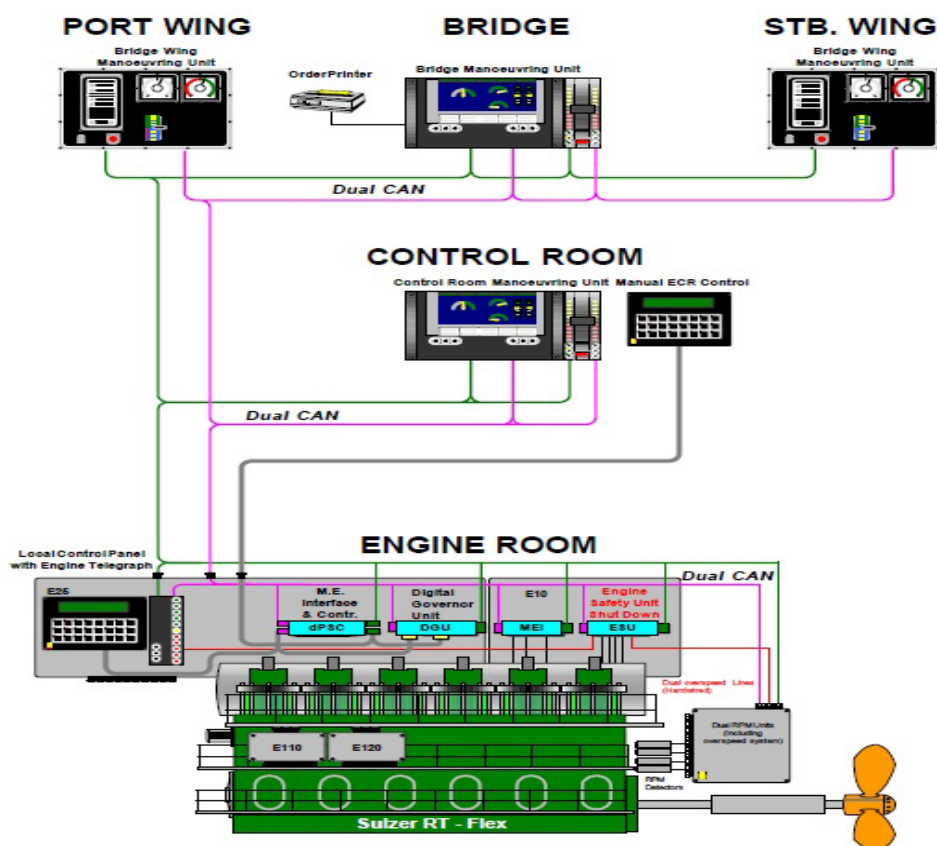 PORT WING
BRIDGE
STB. WING
Bridge Wing
Manoeuvring Unit
OrderPrinter
Bridge Manoeuvring Unit
Bridge Wing
Manoeuvring Unit
Dual CAN
CONTROL ROOM
Control Room Manoeuvring Unit
Manual ECR Control
Dual CAN
Local Control Panel
with Engine Telegraph
ENGINE ROOM
Dual CAN
E25
M.E.
Interface
& Contr.
dPSC
Digital
Governor
Unit
DGU
E10
MEI
Engine
Safety Unit
Shut Down
ESU
Dual overspeed Lines
(Hardwired)
Dual RPM Units
(Including
overspeed system)
E110
E120
RPM
Detectors
Sulzer RT - Flex